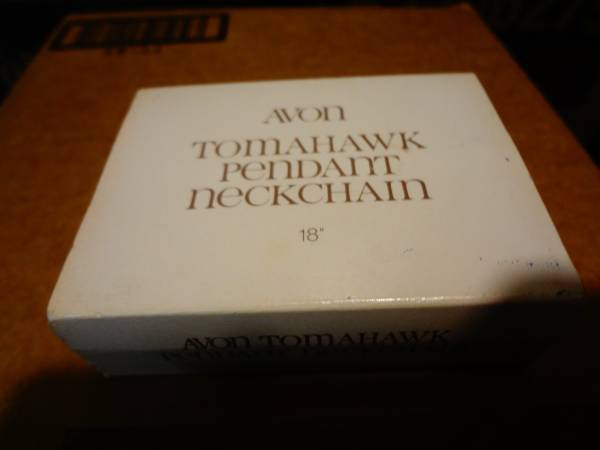 AVON
TOMAHAWK
PENDANT
NECKCHAIN
18"
AVON TOMAHAWK